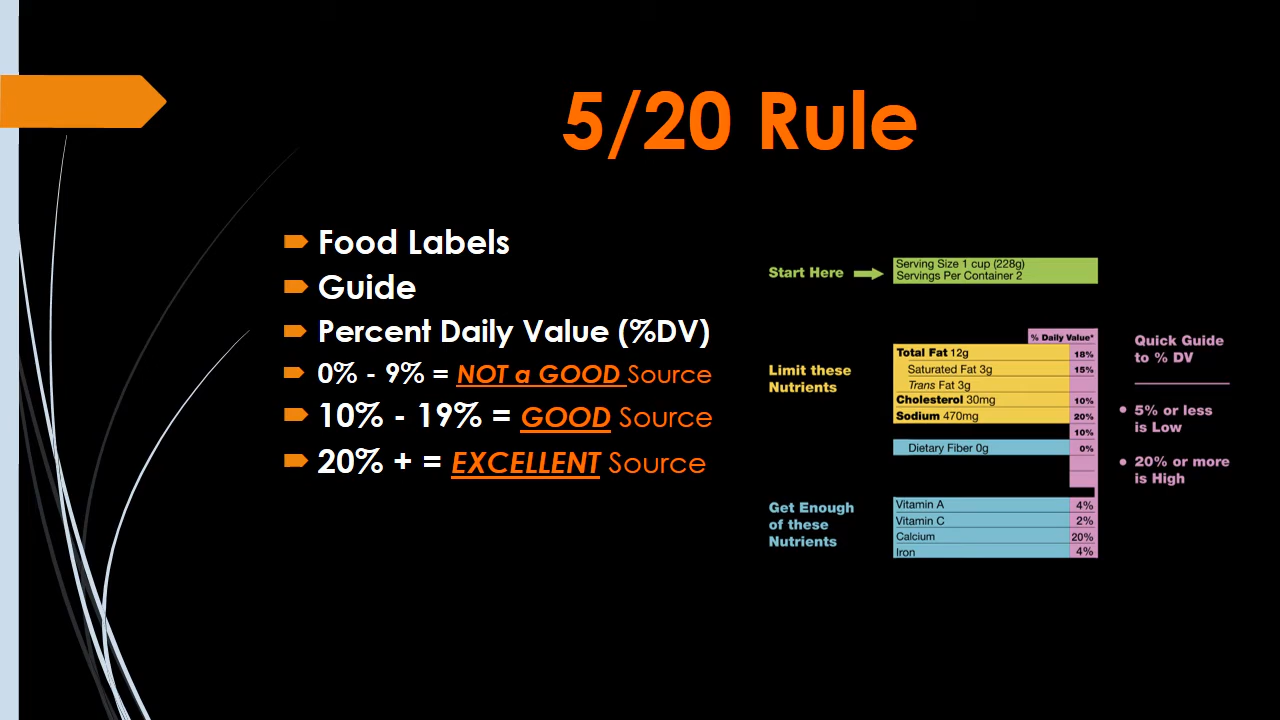 5/20 Rule
Food Labels
Guide
Percent Daily Value (%DV)
0% - 9% = NOT a GOOD Source
10% - 19% = GOOD Source
20% + = EXCELLENT Source
Start Here
Serving Size 1 cup (228g)
Servings Per Container 2
% Daily Value*
Limit these
Nutrients
Total Fat 12g 18%
Saturated Fat 3g 15%
Trans Fat 3g
Cholesterol 30mg 10%
Sodium 470mg 20%
10%
Dietary Fiber 0g 0%
Get Enough
of these
Nutrients
Vitamin A 4%
Vitamin C 2%
Calcium 20%
Iron 4%
Quick Guide
to % DV
• 5% or less
is Low
• 20% or more
is High